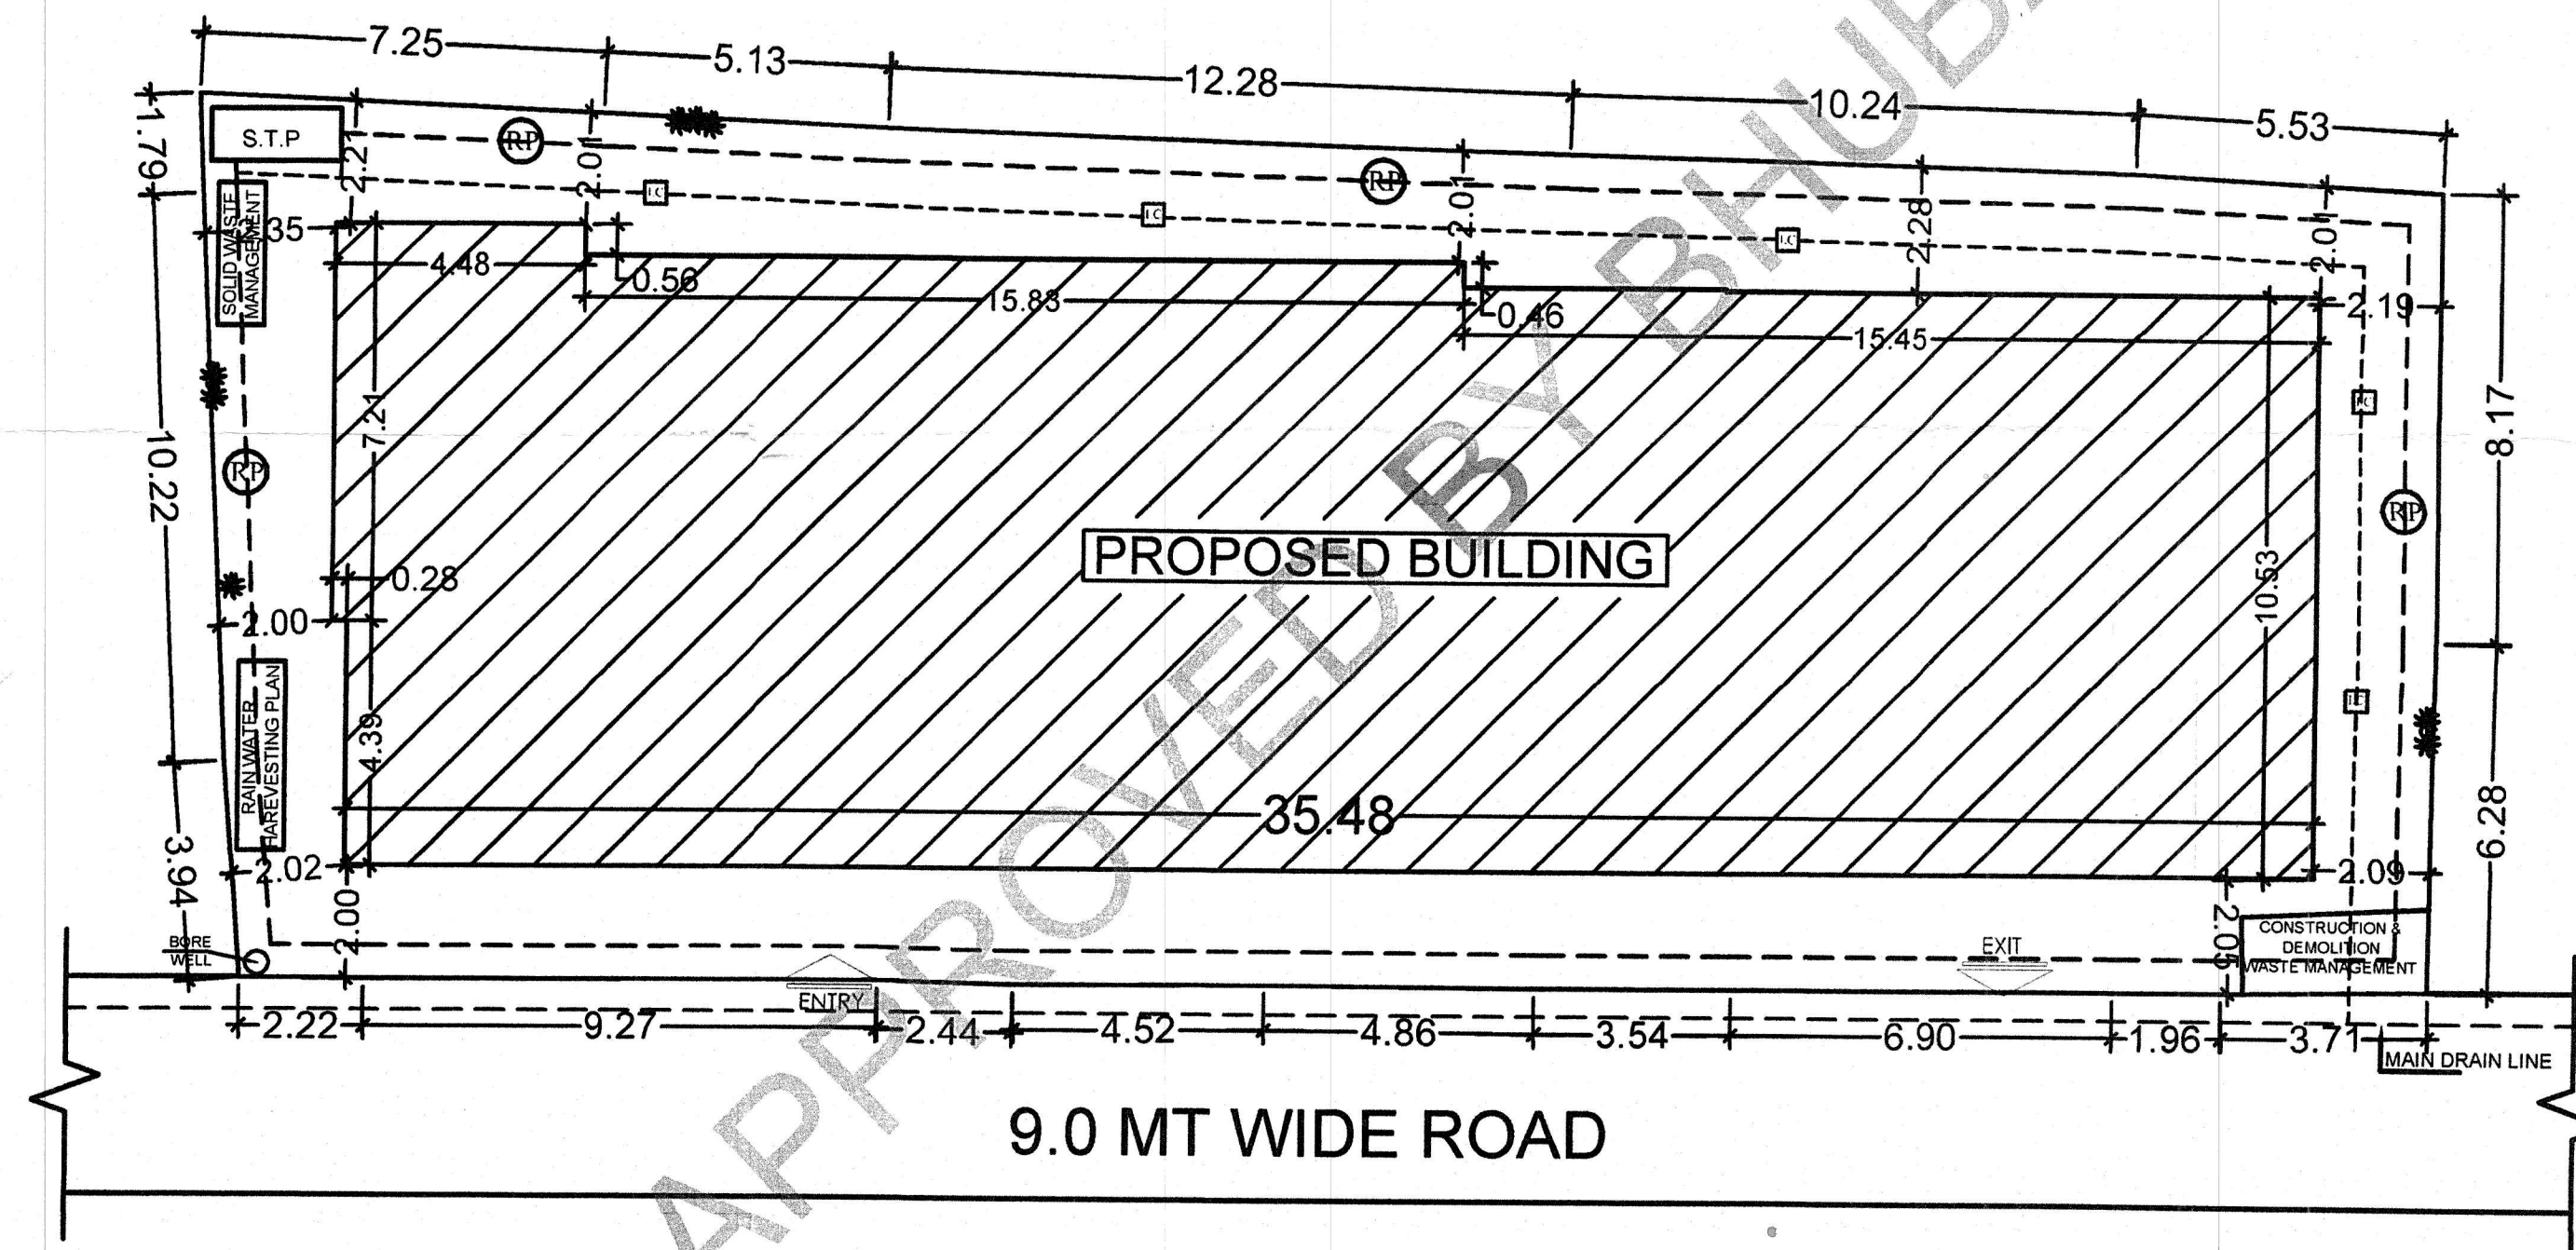 7.25
5.13
12.28
10.24
5.53
1.79
S.T.P
2.21
2.01
RP
I.C
I.C
RP
2.01
I.C
2.28
2.01
SOLID WASTE
MANAGEMENT
35
4.48
0.56
15.83
0.46
15.45
2.19
10.22
7.21
RP
8.17
RP
PROPOSED BUILDING
0.28
2.00
10.53
RAIN WATER
HAREVESTING PLAN
4.39
35.48
6.28
3.94
2.02
2.00
2.09
2.05
BORE
WELL
ENTRY
EXIT
CONSTRUCTION &
DEMOLITION
WASTE MANAGEMENT
2.22
9.27
2.44
4.52
4.86
3.54
6.90
1.96
3.71
MAIN DRAIN LINE
9.0 MT WIDE ROAD
APPROVED BY